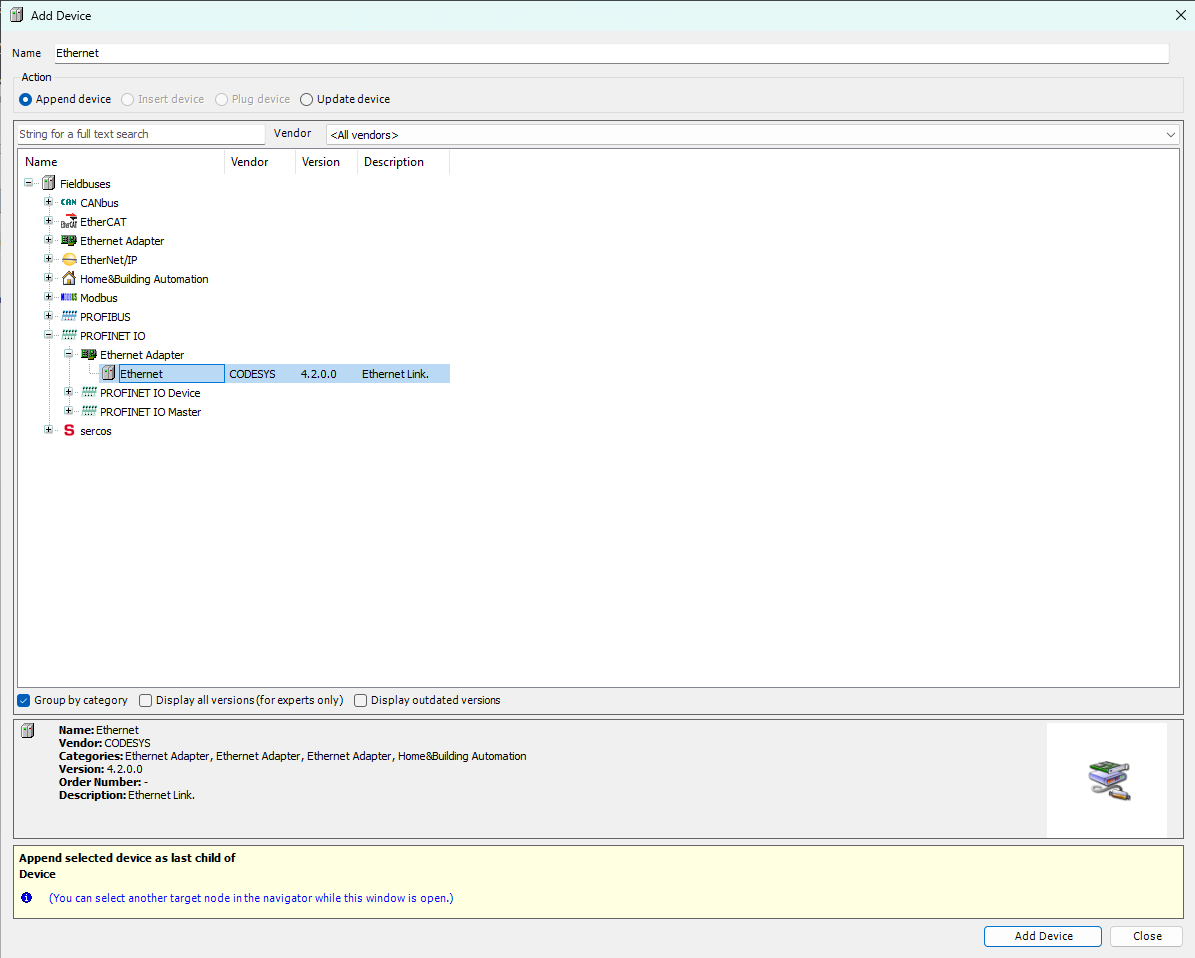 Add Device
Name Ethernet
Action
Append device Insert device Plug device Update device
String for a full text search Vendor <All vendors>
Name Vendor Version Description
Fieldbuses
CAN CANbus
EtherCAT EtherCAT
Ethernet Adapter
EtherNet/IP
Home&Building Automation
Modbus
PROFIBUS
PROFINET IO
Ethernet Adapter
Ethernet CODESYS 4.2.0.0 Ethernet Link.
PROFINET IO Device
PROFINET IO Master
S sercos
Group by category Display all versions (for experts only) Display outdated versions
Name: Ethernet
Vendor: CODESYS
Categories: Ethernet Adapter, Ethernet Adapter, Ethernet Adapter, Home&Building Automation
Version: 4.2.0.0
Order Number: -
Description: Ethernet Link.
Append selected device as last child of
Device
(You can select another target node in the navigator while this window is open.)
Add Device Close